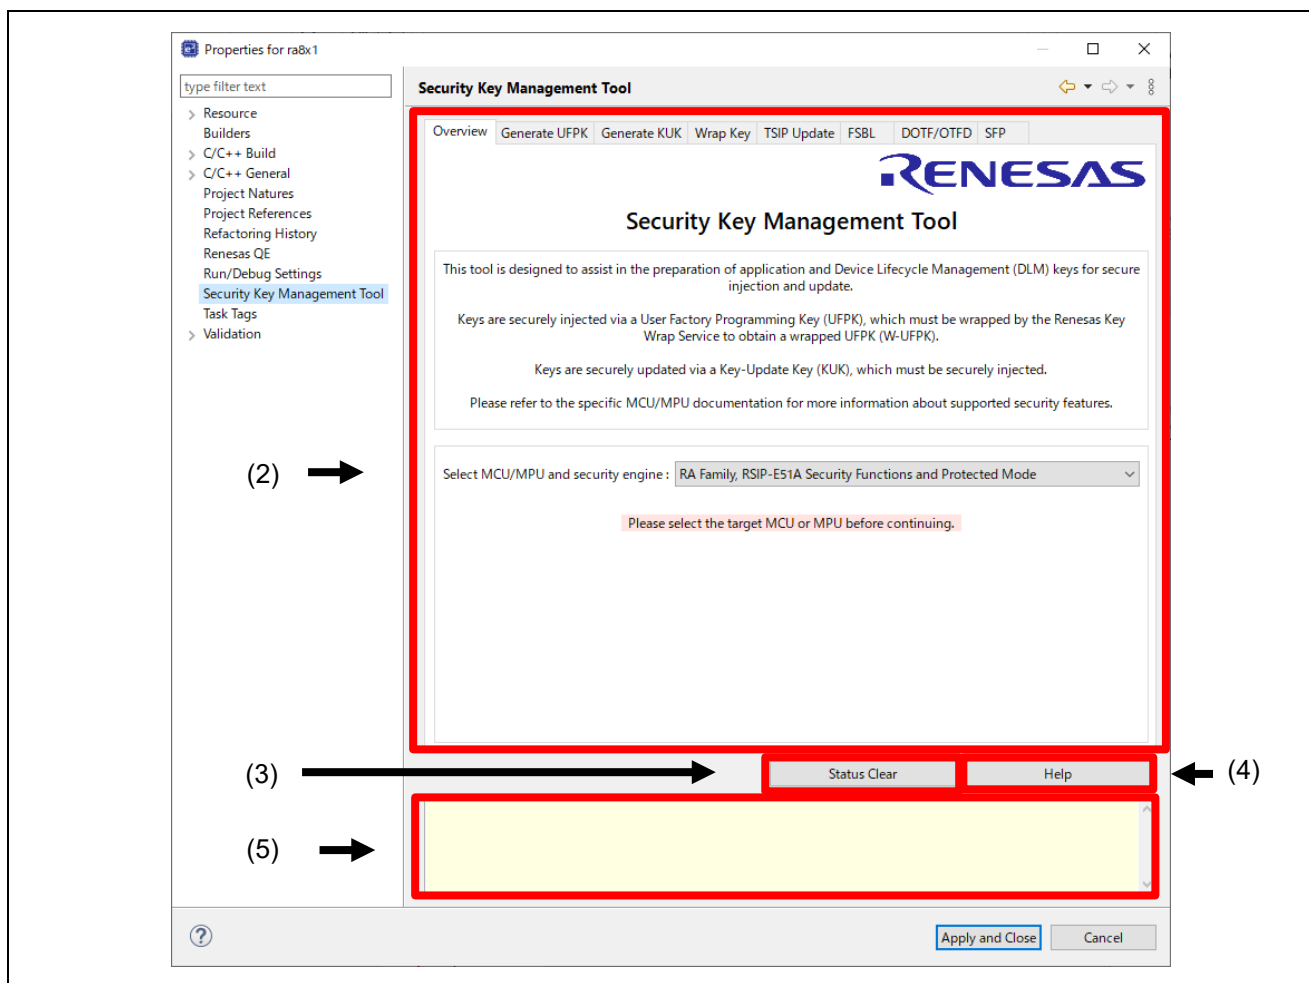 Properties for ra8x1
type filter text
Security Key Management Tool
Resource
Builders
C/C++ Build
C/C++ General
Project Natures
Project References
Refactoring History
Renesas QE
Run/Debug Settings
Security Key Management Tool
Task Tags
Validation
Overview Generate UFPK Generate KUK Wrap Key TSIP Update FSBL DOTF/OTFD SFP
RENESAS
Security Key Management Tool
This tool is designed to assist in the preparation of application and Device Lifecycle Management (DLM) keys for secure
injection and update.
Keys are securely injected via a User Factory Programming Key (UFPK), which must be wrapped by the Renesas Key
Wrap Service to obtain a wrapped UFPK (W-UFPK).
Keys are securely updated via a Key-Update Key (KUK), which must be securely injected.
Please refer to the specific MCU/MPU documentation for more information about supported security features.
(2)
Select MCU/MPU and security engine : RA Family, RSIP-E51A Security Functions and Protected Mode
Please select the target MCU or MPU before continuing.
(3)
Status Clear
Help
(4)
(5)
Apply and Close
Cancel